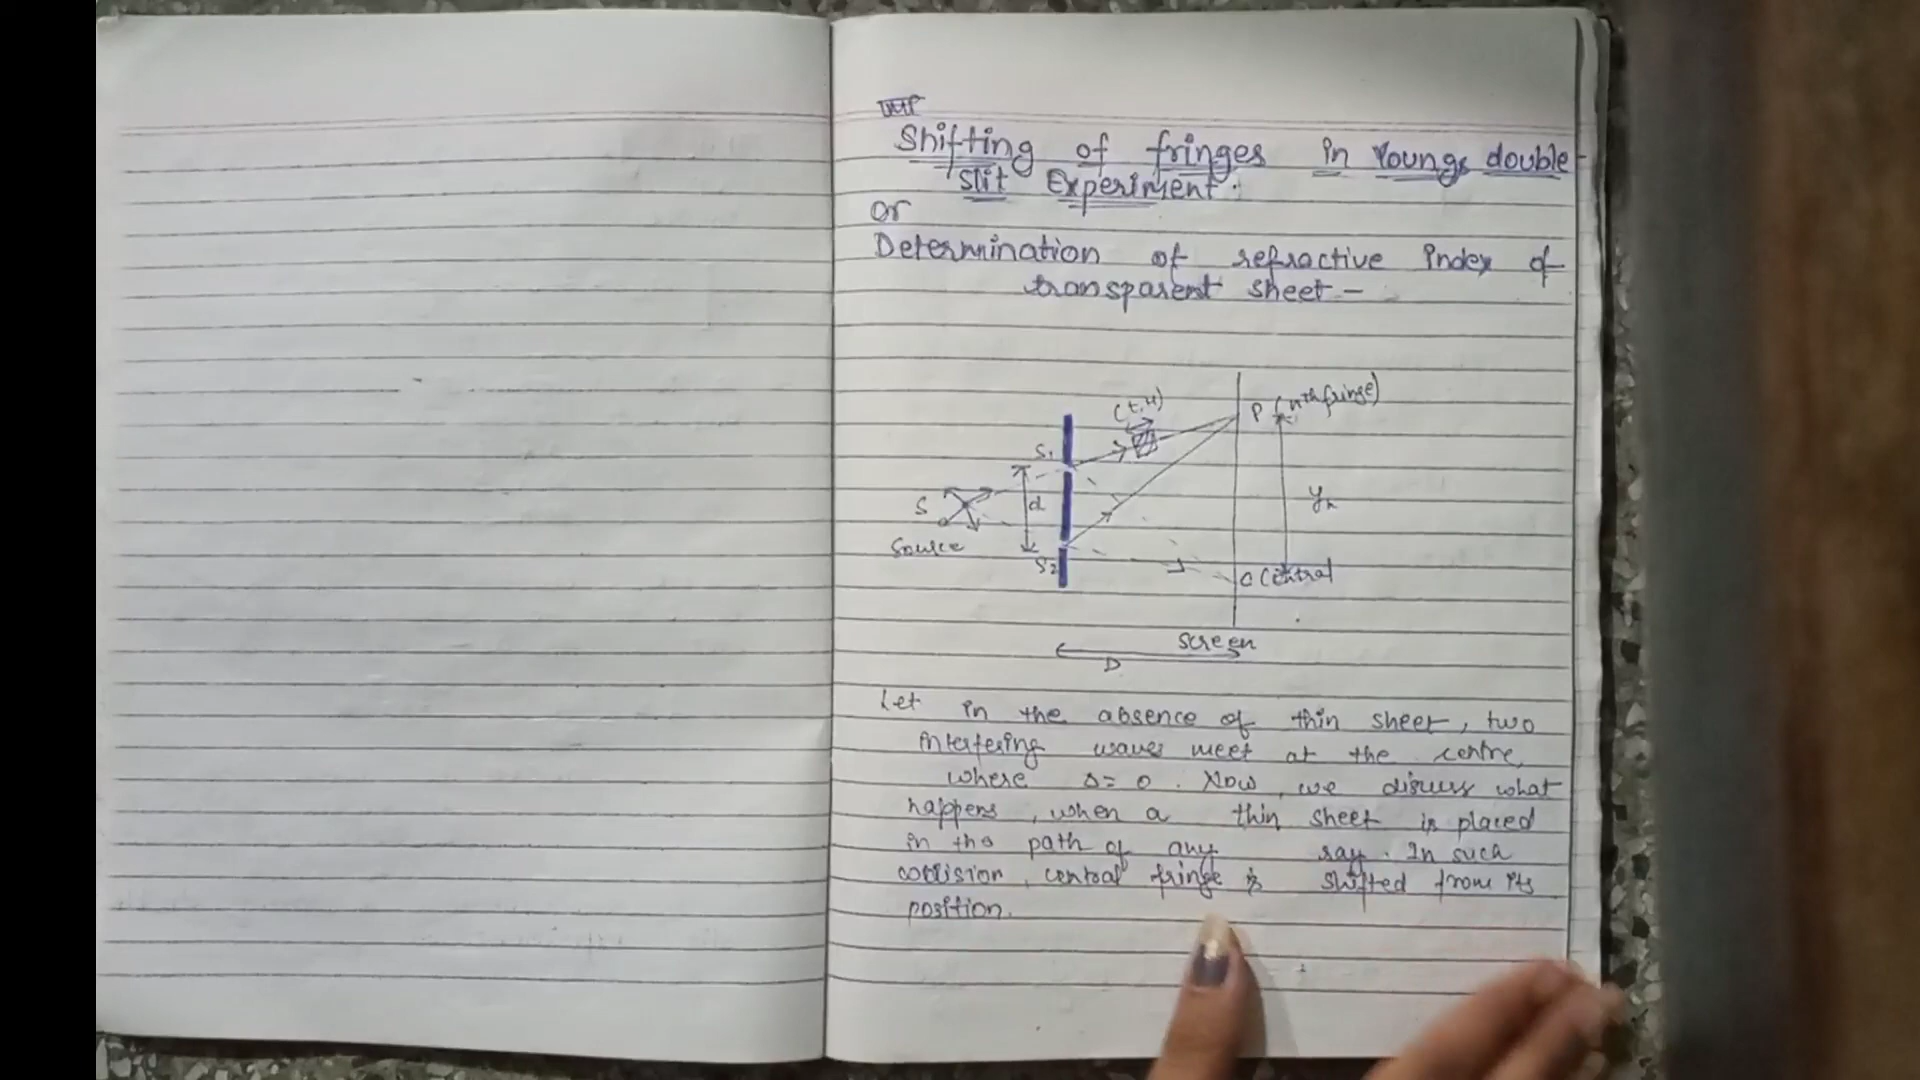 IMP
Shifting of fringes in Youngs double
slit Experiment.
or
Determination of refractive index of
transparent sheet -
(t,μ)
P (nth fringe)
S1
S
d
yn
Source
S2
C Central
Screen
D
Let in the absence of thin sheet, two
interfering waves meet at the centre,
where Δ= 0. Now, we discuss what
happens, when a thin sheet is placed
in the path of any ray. In such
collision, central fringe is shifted from its
position.